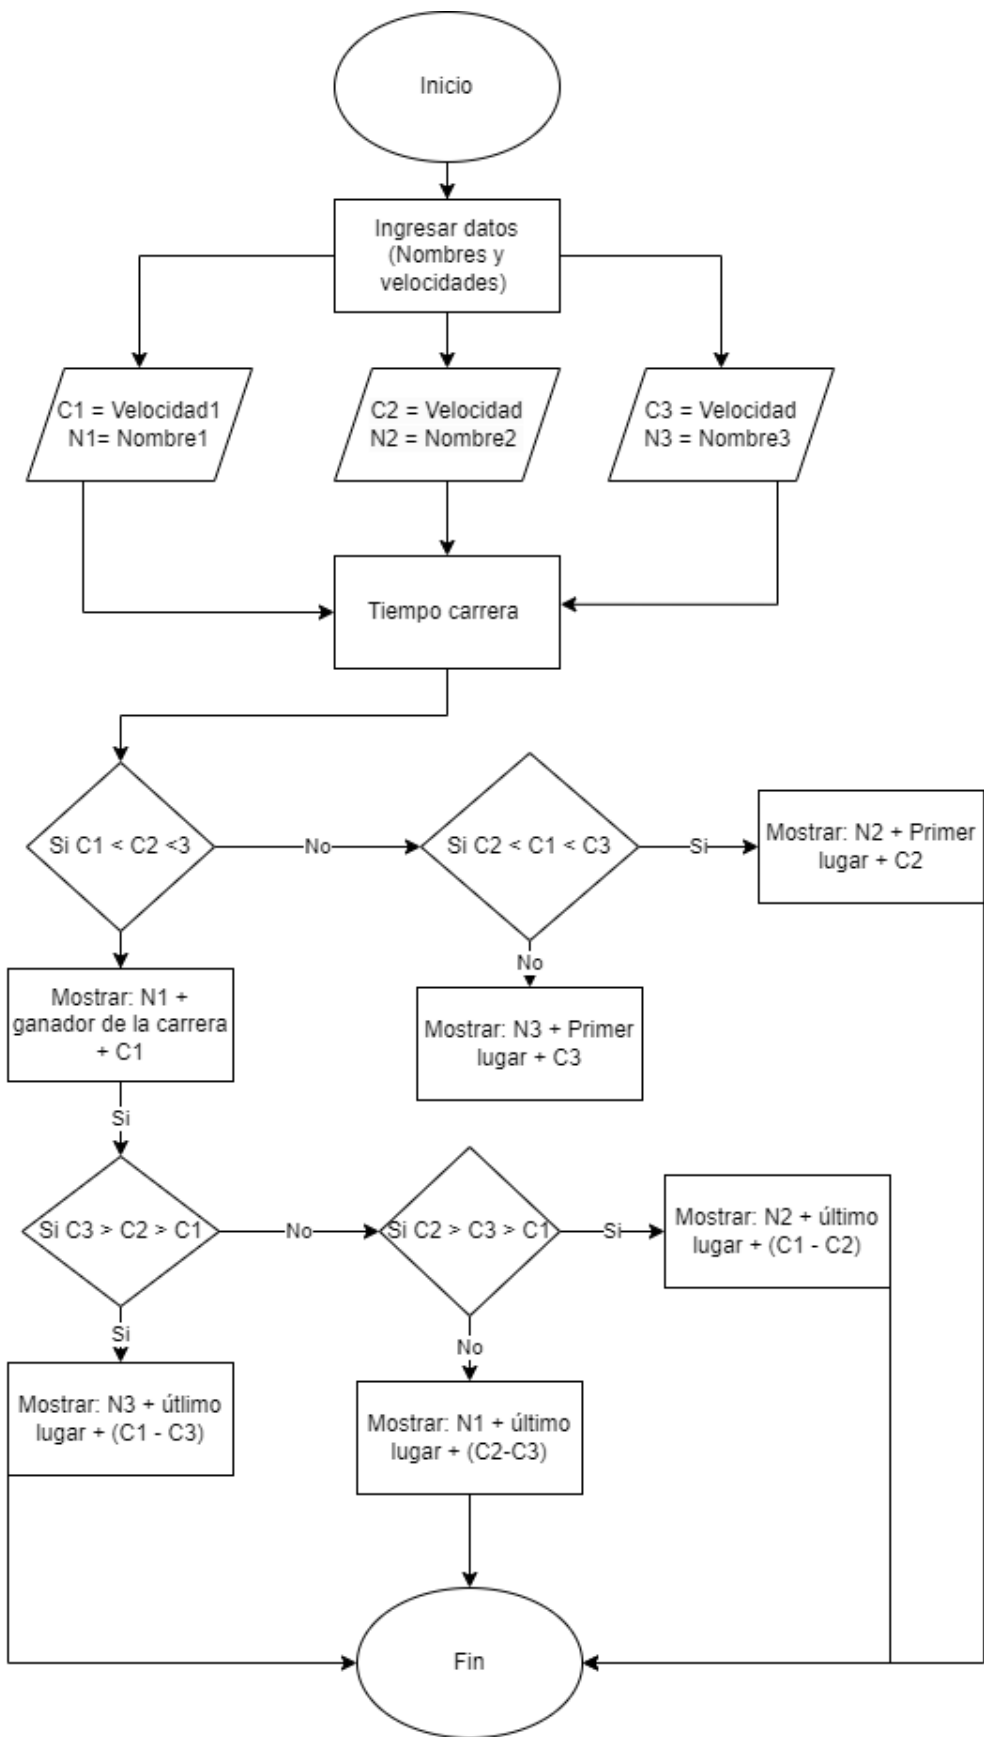 Inicio
Ingresar datos
(Nombres y
velocidades)
C1 = Velocidad1
N1= Nombre1
C2 = Velocidad
N2 = Nombre2
C3 = Velocidad
N3 = Nombre3
Tiempo carrera
Si C1 < C2 <3
No
Si C2 < C1 < C3
Si
Mostrar: N2 + Primer
lugar + C2
No
Mostrar: N1 +
ganador de la carrera
+ C1
Mostrar: N3 + Primer
lugar + C3
Si
Si C3 > C2 > C1
No
Si C2 > C3 > C1
Si
Mostrar: N2 + último
lugar + (C1 - C2)
Si
No
Mostrar: N3 + útlimo
lugar + (C1 - C3)
Mostrar: N1 + último
lugar + (C2-C3)
Fin